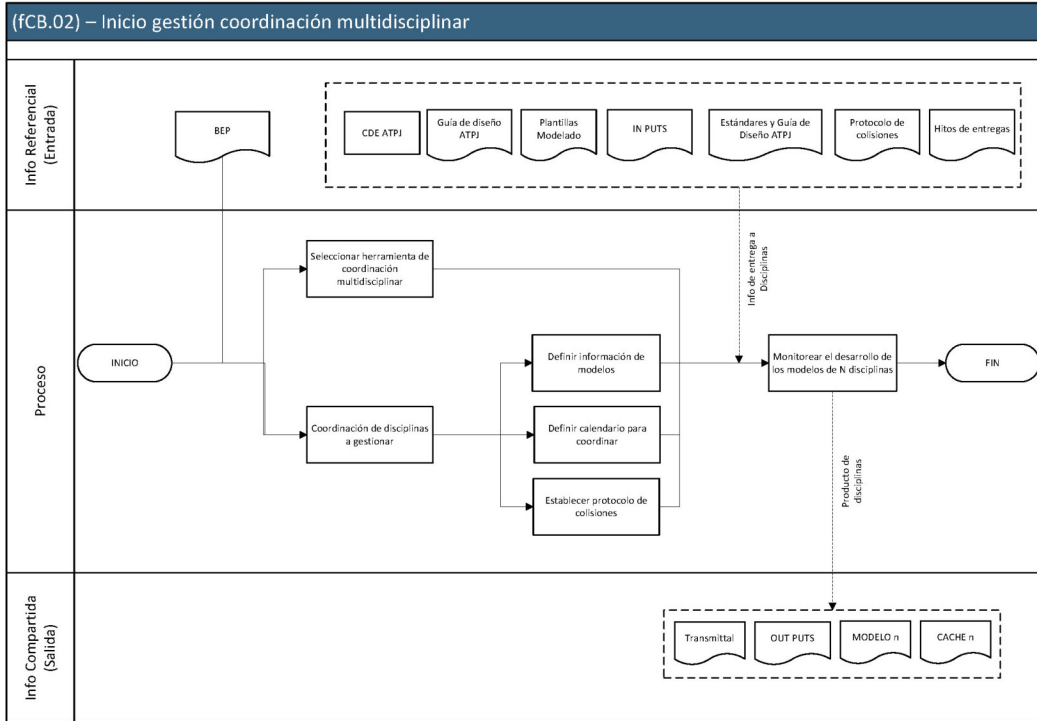 (fCB.02) – Inicio gestión coordinación multidisciplinar
Info Referencial
(Entrada)
BEP
CDE ATPJ
Guía de diseño
ATPJ
Plantillas
Modelado
IN PUTS
Estándares y Guía de
Diseño ATPJ
Protocolo de
colisiones
Hitos de entregas
Proceso
INICIO
Seleccionar herramienta de
coordinación
multidisciplinar
Coordinación de disciplinas
a gestionar
Definir información de
modelos
Definir calendario para
coordinar
Establecer protocolo de
colisiones
Info de entrega a
Disciplinas
Monitorear el desarrollo de
los modelos de N disciplinas
FIN
Producto de
disciplinas
Info Compartida
(Salida)
Transmittal
OUT PUTS
MODELO n
CACHE n